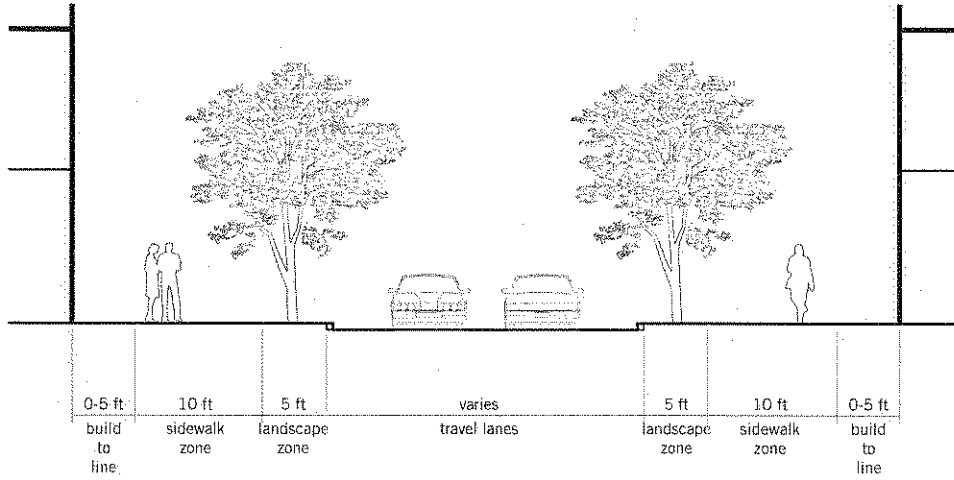 0-5 ft 10 ft 5 ft varies 5 ft 10 ft 0-5 ft
build sidewalk landscape travel lanes landscape sidewalk build
to zone zone zone zone to
line line